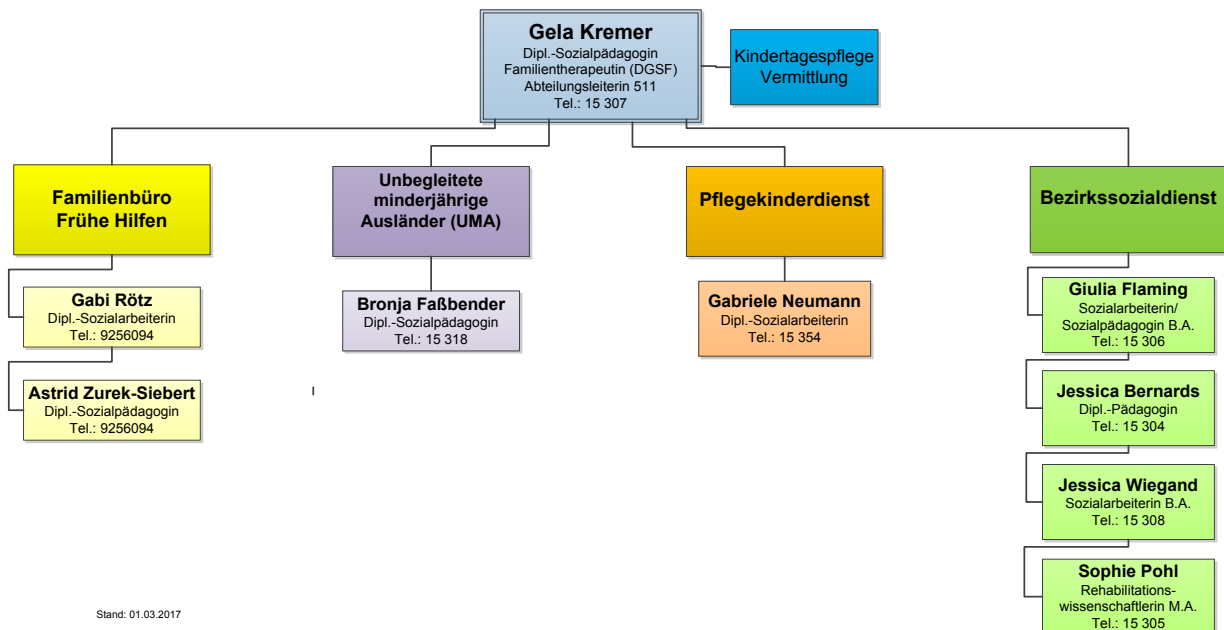 Gela Kremer
Dipl.-Sozialpädagogin
Familientherapeutin (DGSF)
Abteilungsleiterin 511
Tel.: 15 307
Kindertagespflege
Vermittlung
Familienbüro
Frühe Hilfen
Unbegleitete
minderjährige
Ausländer (UMA)
Pflegekinderdienst
Bezirkssozialdienst
Gabi Rötz
Dipl.-Sozialarbeiterin
Tel.: 9256094
Astrid Zurek-Siebert
Dipl.-Sozialpädagogin
Tel.: 9256094
Bronja Faßbender
Dipl.-Sozialpädagogin
Tel.: 15 318
Gabriele Neumann
Dipl.-Sozialarbeiterin
Tel.: 15 354
Giulia Flaming
Sozialarbeiterin/
Sozialpädagogin B.A.
Tel.: 15 306
Jessica Bernards
Dipl.-Pädagogin
Tel.: 15 304
Jessica Wiegand
Sozialarbeiterin B.A.
Tel.: 15 308
Sophie Pohl
Rehabilitations-
wissenschaftlerin M.A.
Tel.: 15 305
Stand: 01.03.2017